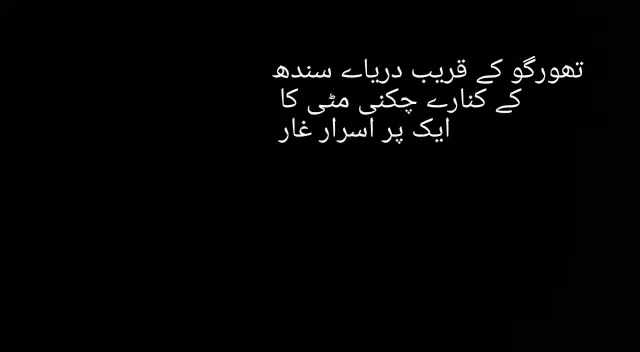 تھورگو کے قریب دریاے سندھ
کے کنارے چکنی مٹی کا
ایک پر اسرار غار